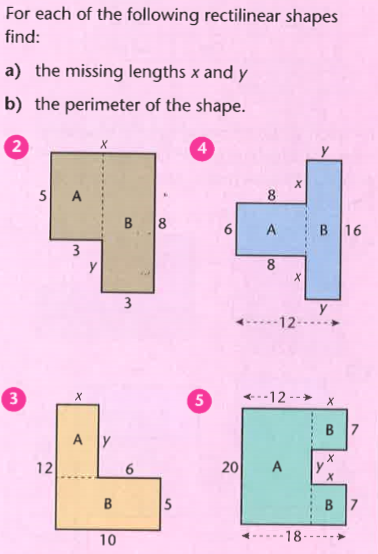 For each of the following rectilinear shapes
find:
a) the missing lengths x and y
b) the perimeter of the shape.
2
x
5
A
B
8
3
y
3
4
y
x
8
6
A
B
16
8
x
y
12
3
x
A
y
12
6
B
5
10
5
12
x
B
7
20
A
y
x
x
B
7
18